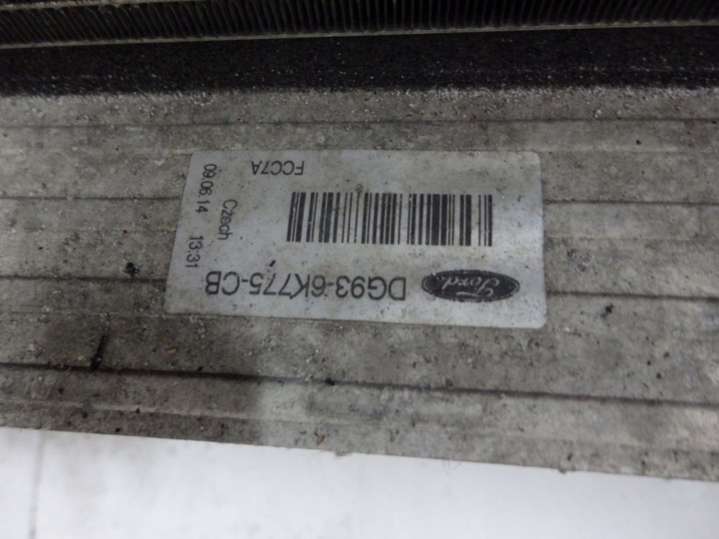 Ford
DG93-6K775-CB
FCC7A
Czech
09.06.14 13:31